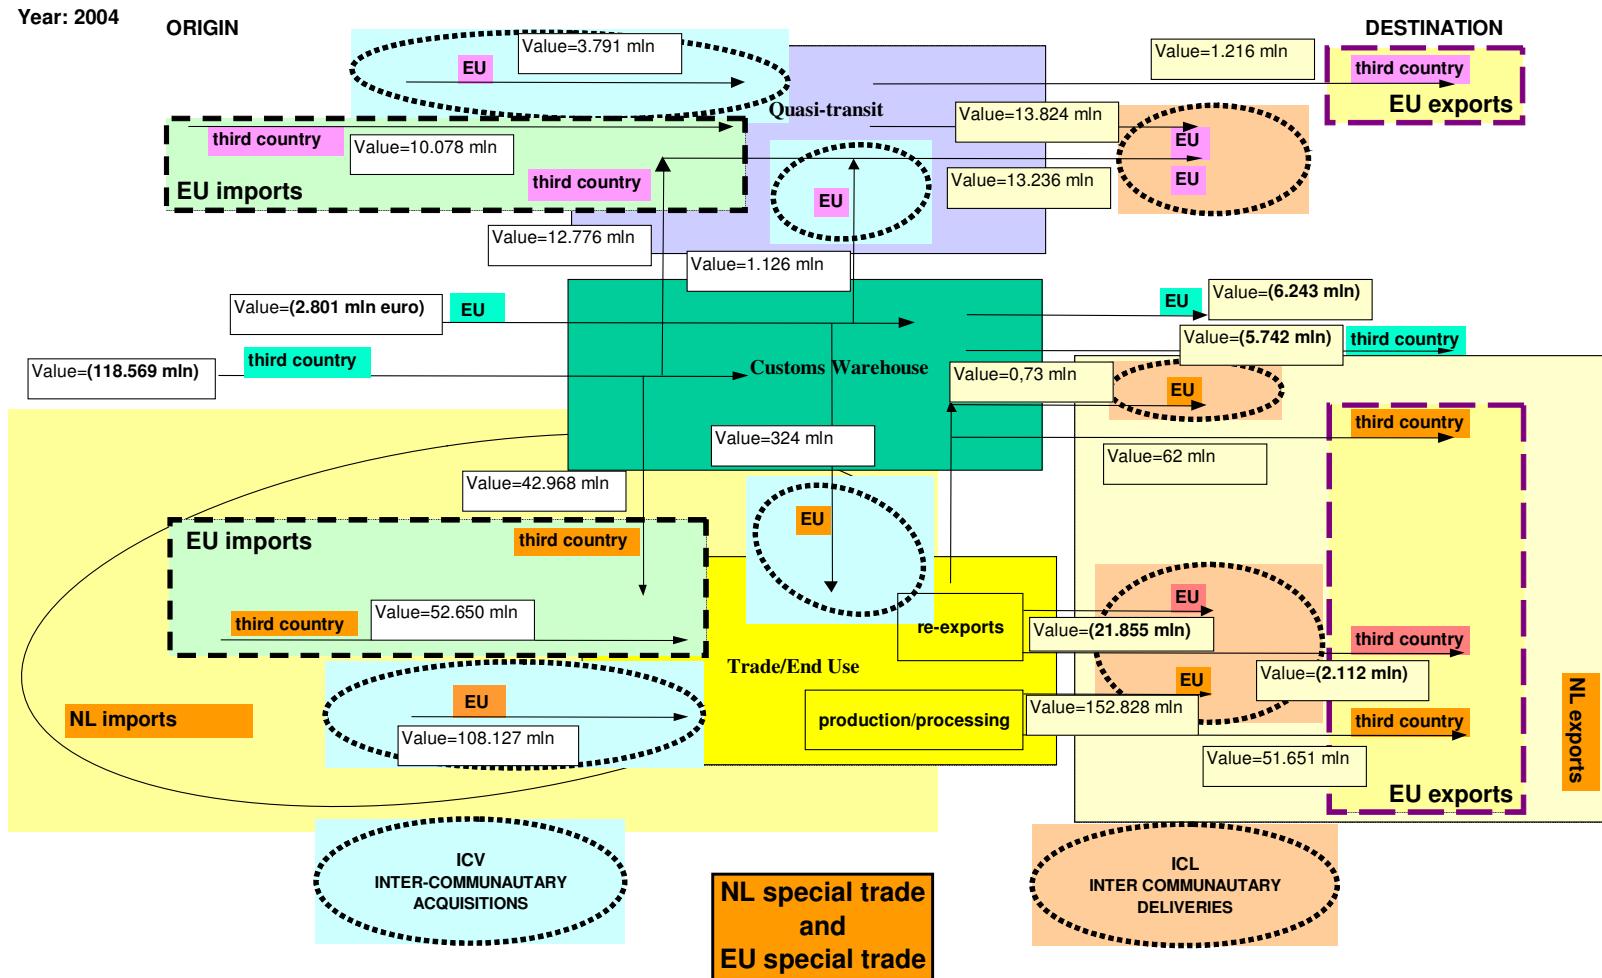 Year: 2004
ORIGIN
DESTINATION
Value=3.791 mln
EU
Value=1.216 mln
third country
EU exports
Quasi-transit
Value=13.824 mln
third country
Value=10.078 mln
EU
EU imports
third country
EU
Value=13.236 mln
EU
Value=12.776 mln
Value=1.126 mln
Value=(2.801 mln euro)
EU
EU
Value=(6.243 mln)
Value=(5.742 mln)
third country
Value=(118.569 mln)
third country
Customs Warehouse
Value=0,73 mln
EU
third country
Value=324 mln
Value=62 mln
Value=42.968 mln
EU
EU imports
third country
Value=52.650 mln
third country
EU
re-exports
Value=(21.855 mln)
third country
Trade/End Use
EU
Value=(2.112 mln)
EU
NL imports
production/processing
Value=152.828 mln
third country
Value=108.127 mln
Value=51.651 mln
NL exports
EU exports
ICV
INTER-COMMUNAUTARY
ACQUISITIONS
NL special trade
and
EU special trade
ICL
INTER COMMUNAUTARY
DELIVERIES